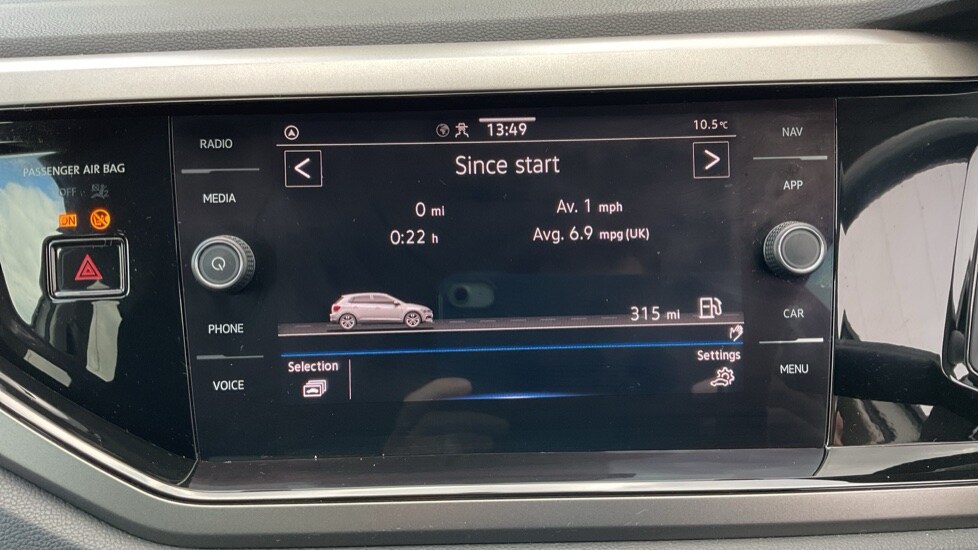 13:49
10.5°C
RADIO
NAV
PASSENGER AIR BAG
OFF
ON
Since start
MEDIA
APP
0 mi
Av. 1 mph
0:22 h
Avg. 6.9 mpg (UK)
315 mi
PHONE
CAR
VOICE
Selection
Settings
MENU